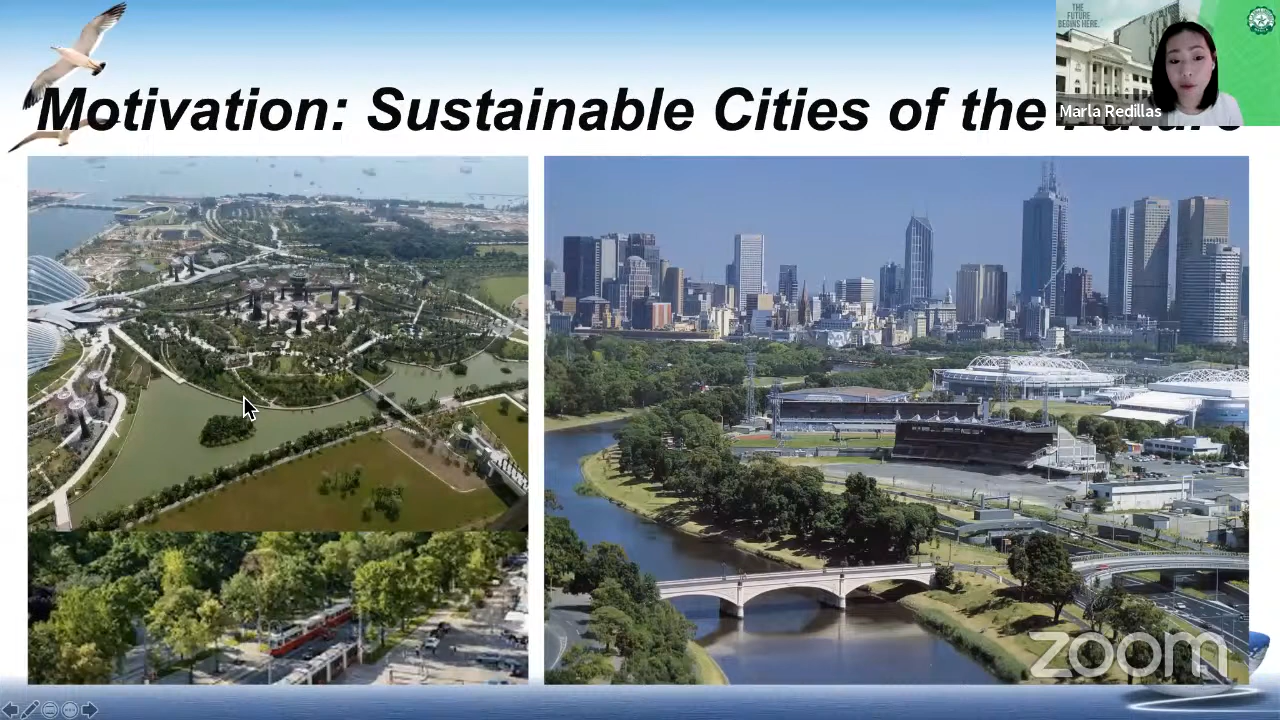 THE
FUTURE
BEGINS HERE.
Marla Redillas
Motivation: Sustainable Cities of the
zoom